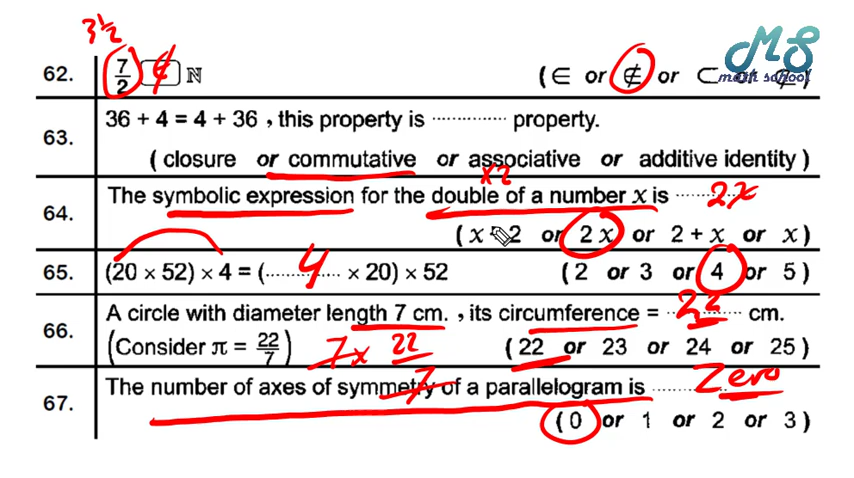 3 1/2
MS
math school
62. 7/2 ∉ ℕ (∈ or ∉ or ⊂ or ⊄)
63. 36 + 4 = 4 + 36 , this property is ·············· property.
( closure or commutative or associative or additive identity )
×2
64. The symbolic expression for the double of a number x is ········ 2x
( x 2 or 2 x or 2 + x or x )
65. (20 × 52) × 4 = (·········· 4 × 20) × 52 (2 or 3 or 4 or 5)
66. A circle with diameter length 7 cm. , its circumference = ········ 22 cm.
(Consider π = 22/7) 7 × 22/7 (22 or 23 or 24 or 25)
67. The number of axes of symmetry of a parallelogram is ········ Zero
( 0 or 1 or 2 or 3 )